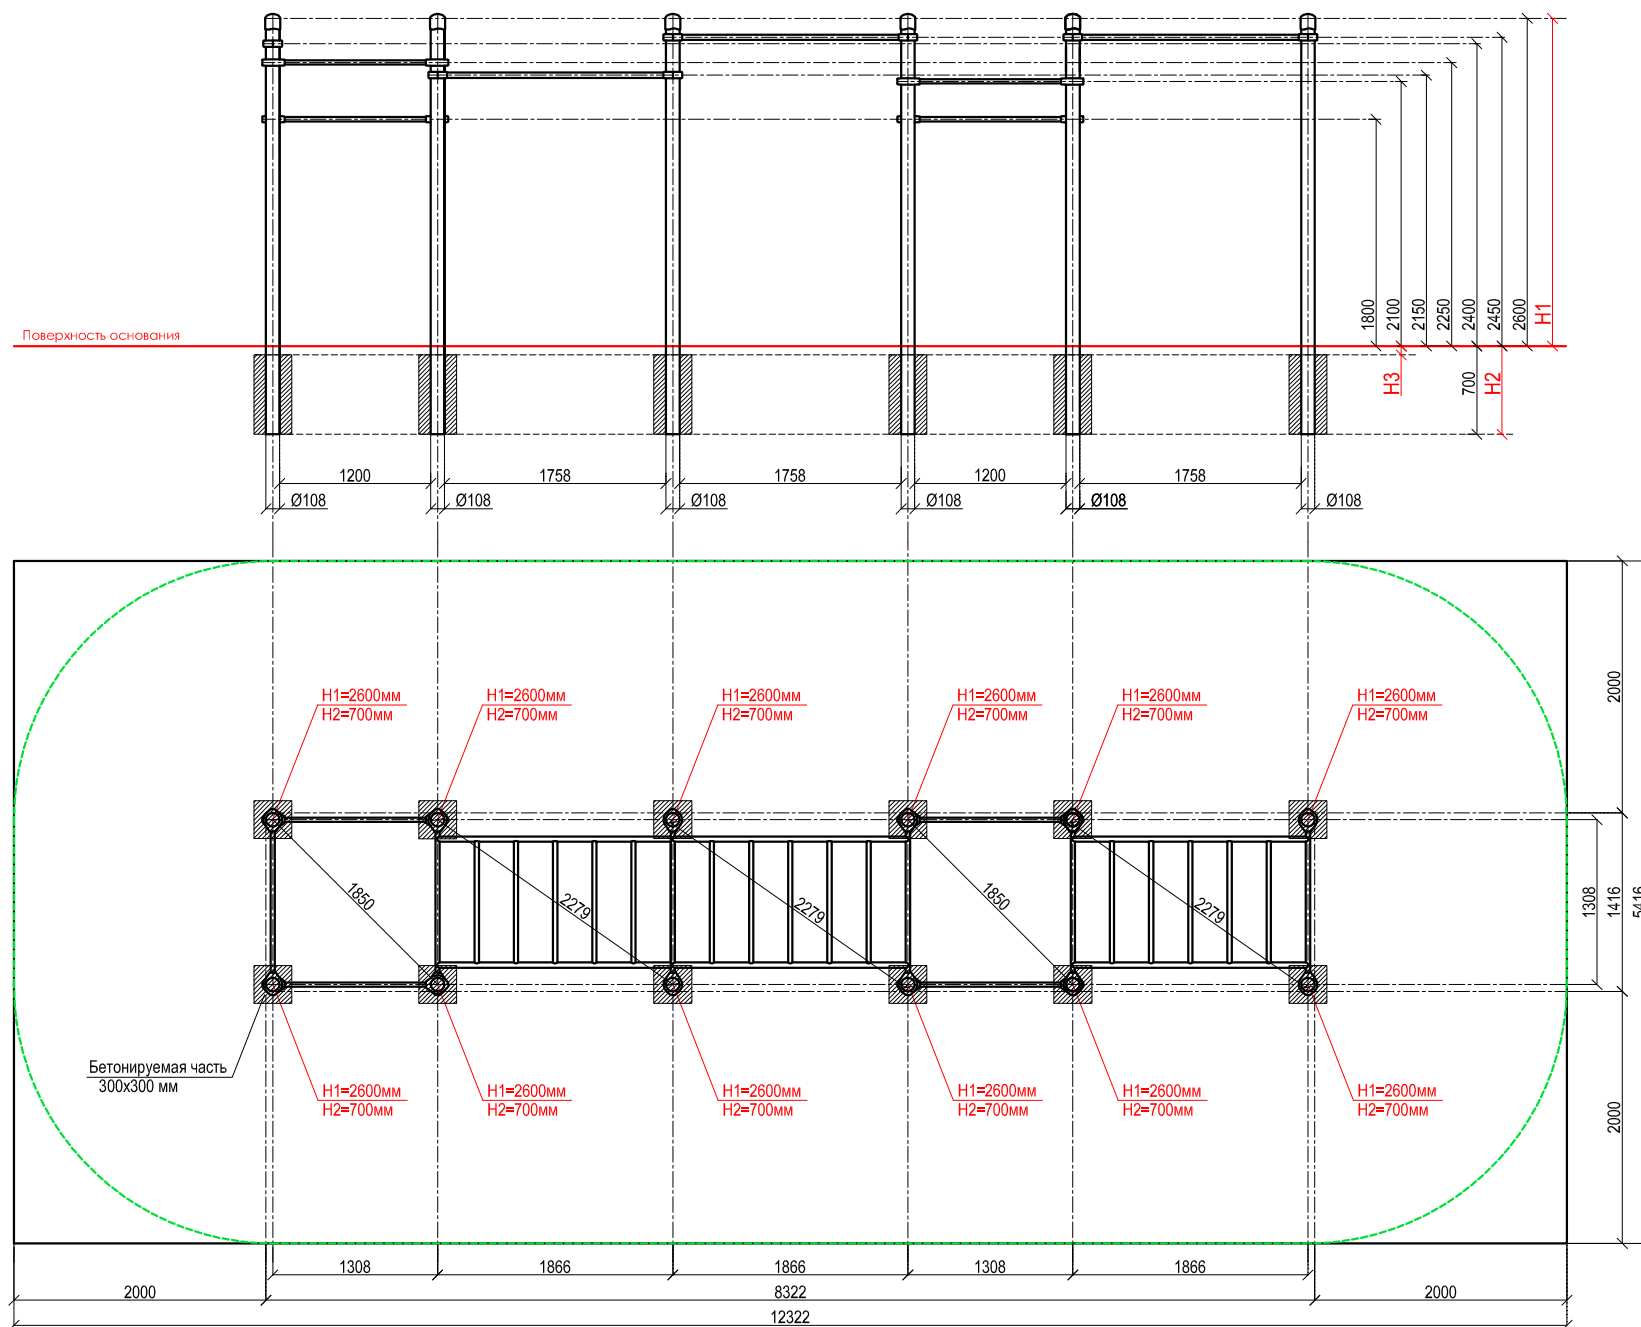 Поверхность основания
1800
2100
2150
2250
2400
2450
2600
H1
H3
700
H2
1200
1758
1758
1200
1758
Ø108
Ø108
Ø108
Ø108
Ø108
Ø108
2000
H1=2600мм
H2=700мм
H1=2600мм
H2=700мм
H1=2600мм
H2=700мм
H1=2600мм
H2=700мм
H1=2600мм
H2=700мм
H1=2600мм
H2=700мм
1850
2279
2279
1850
2279
1308
1416
5416
Бетонируемая часть
300x300 мм
H1=2600мм
H2=700мм
H1=2600мм
H2=700мм
H1=2600мм
H2=700мм
H1=2600мм
H2=700мм
H1=2600мм
H2=700мм
H1=2600мм
H2=700мм
2000
1308
1866
1866
1308
1866
2000
8322
2000
12322